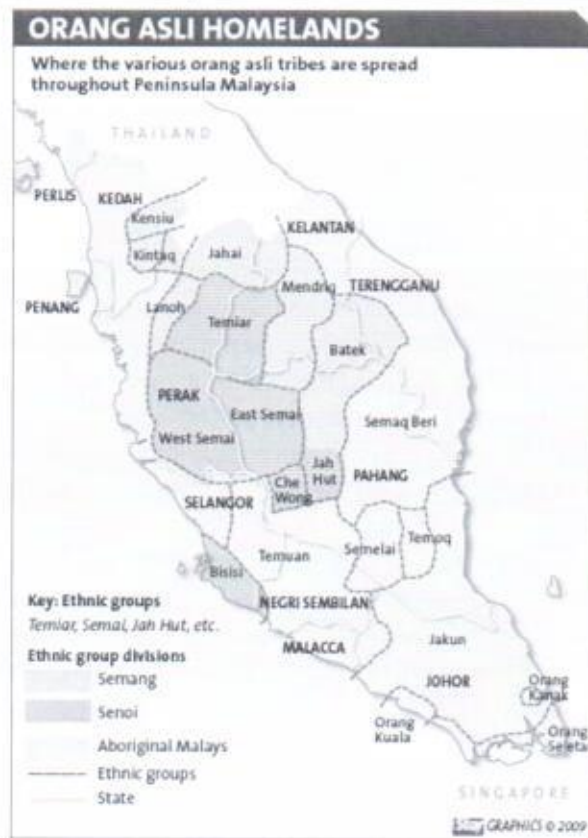 ORANG ASLI HOMELANDS
Where the various orang asli tribes are spread
throughout Peninsula Malaysia
THAILAND
PERLIS
KEDAH
Kensiu
KELANTAN
Kintaq
Jahai
Mendriq
TERENGGANU
PENANG
Lanoh
Temiar
Batek
PERAK
East Semai
Semaq Beri
West Semai
Jah
Hut
PAHANG
Che
Wong
SELANGOR
Temuan
Semelai
Temoq
Bisisi
Key: Ethnic groups
Temiar, Semai, Jah Hut, etc.
NEGRI SEMBILAN
Ethnic group divisions
MALACCA
Jakun
Semang
JOHOR
Orang
Kanak
Senoi
Orang
Kuala
Orang
Seleta
Aboriginal Malays
Ethnic groups
State
SINGAPORE
GRAPHICS © 2009